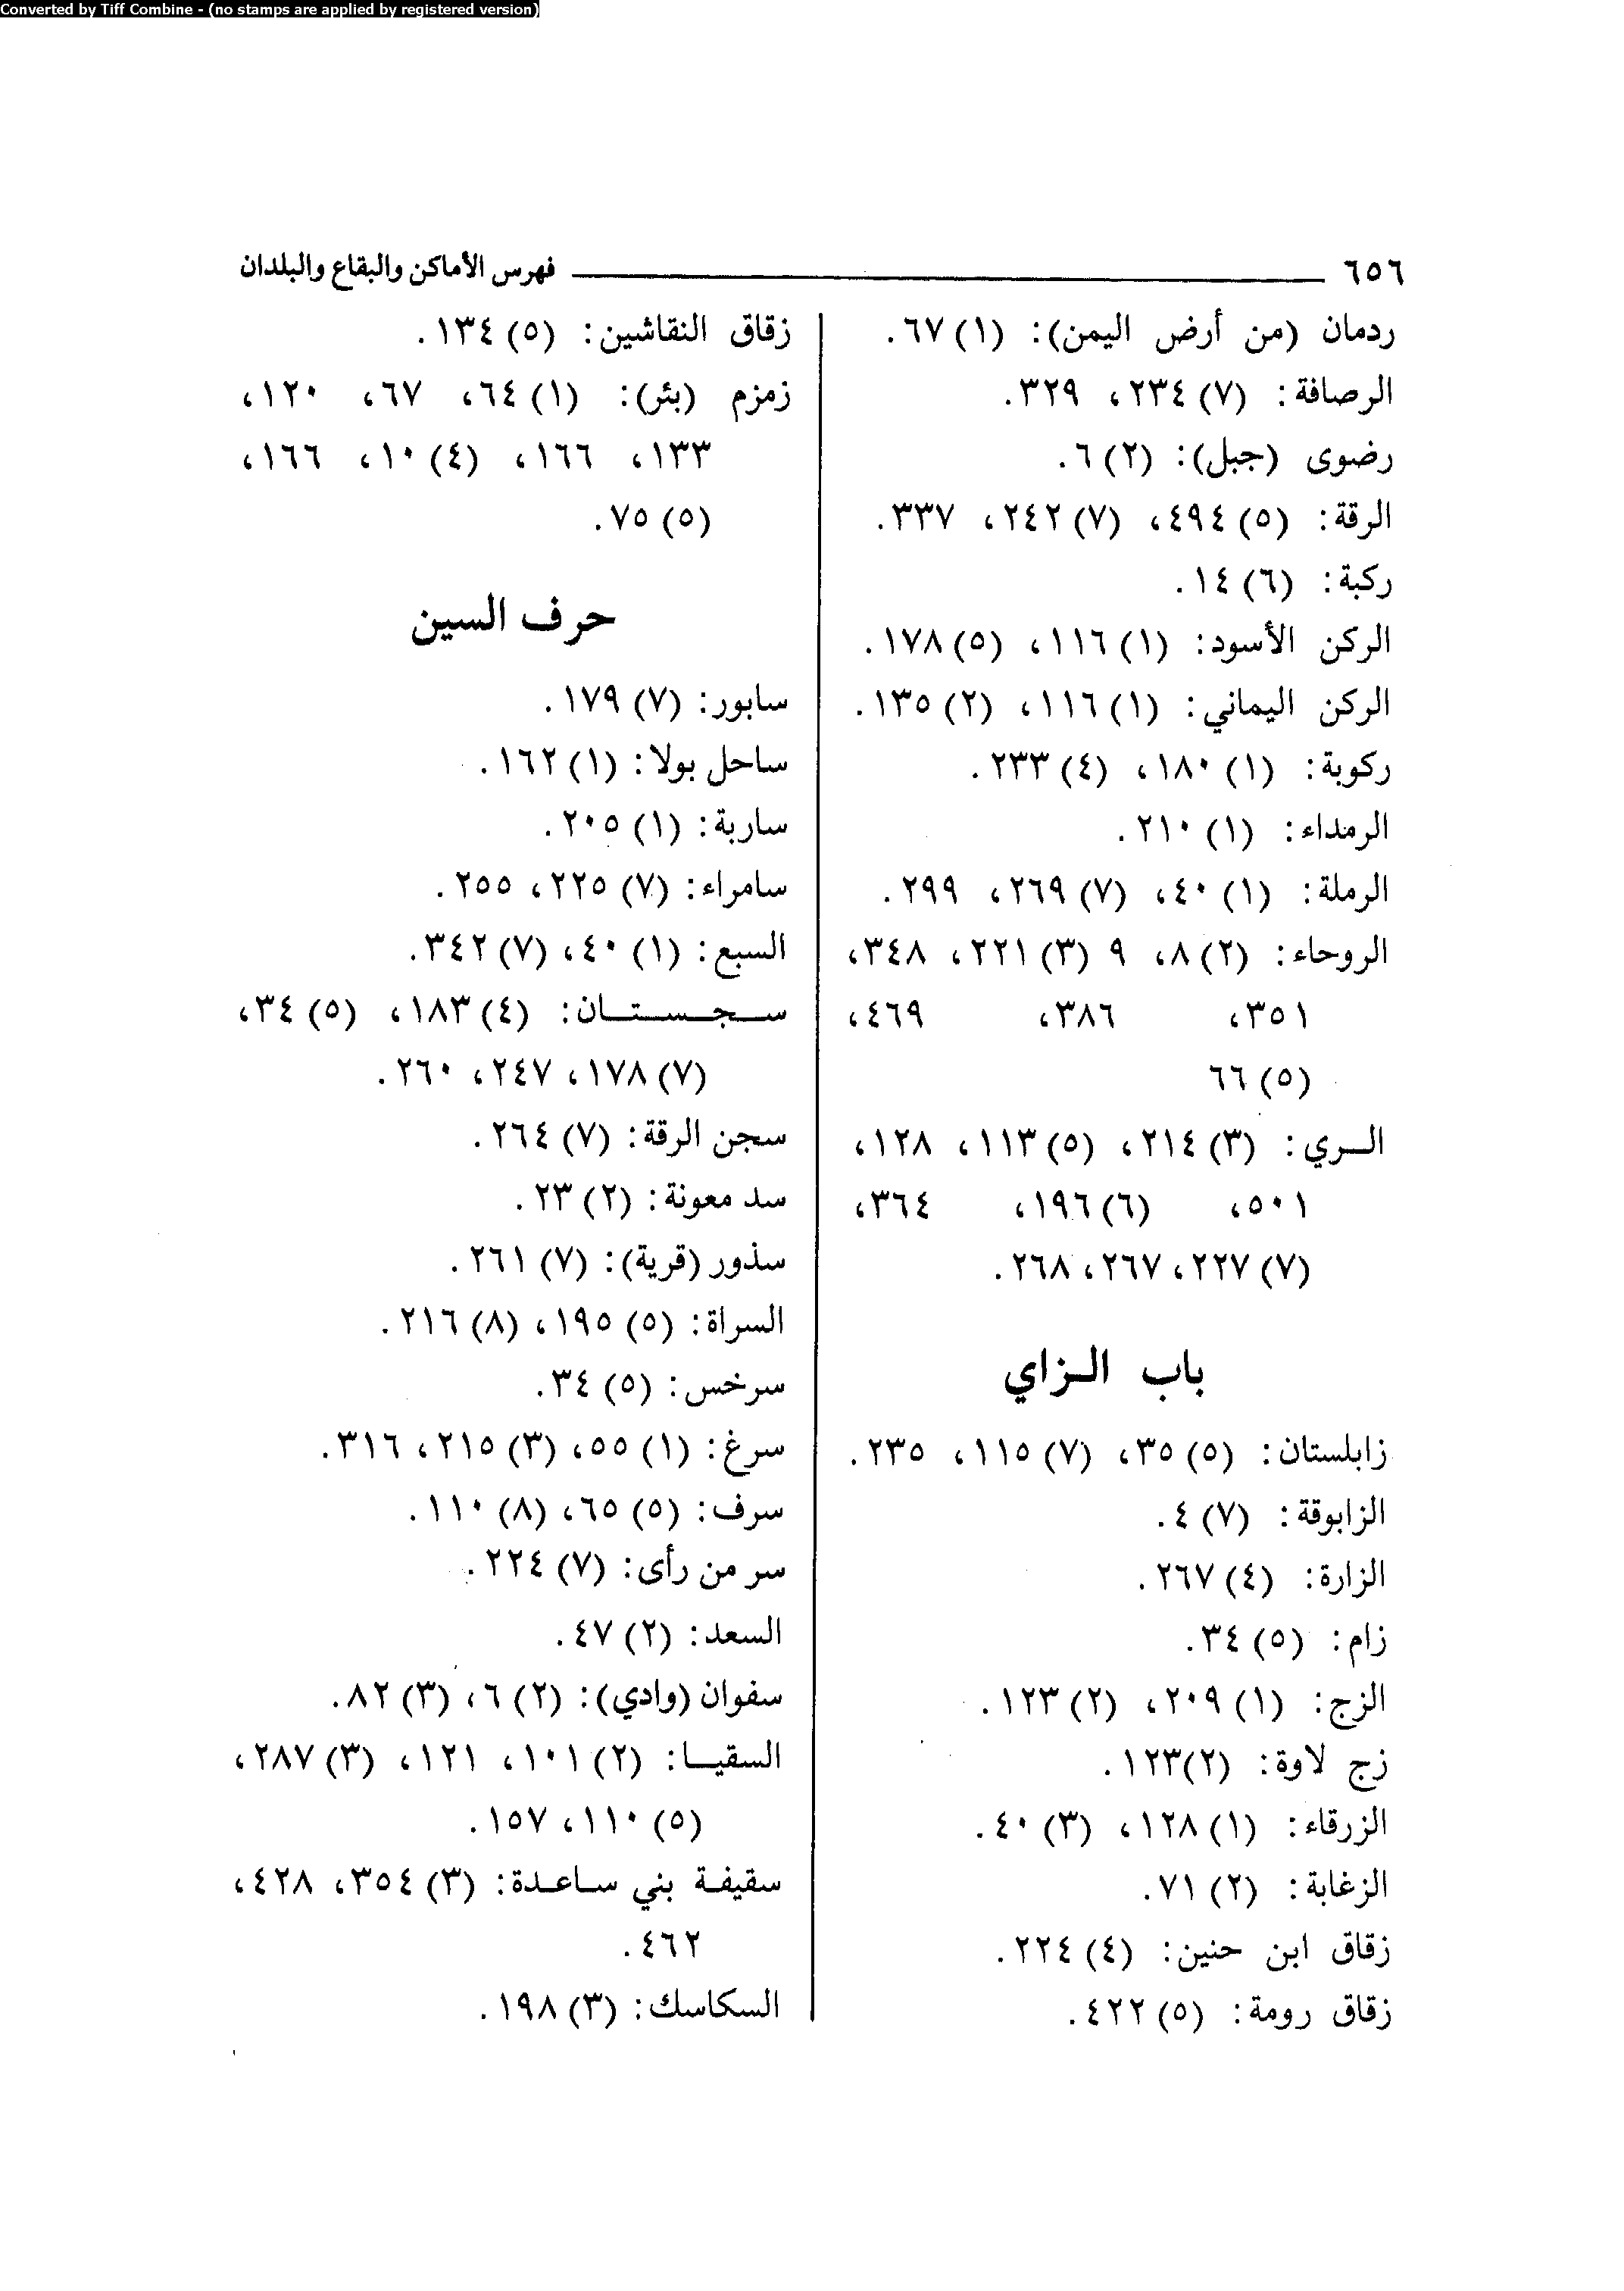 Converted by Tiff Combine - (no stamps are applied by registered version)
٦٥٦ فهرس الأماكن والبقاع والبلدان
ردمان (من أرض اليمن): (١) ٦٧.
الرصافة: (٧) ٢٣٤، ٣٢٩.
رضوى (جبل): (٢) ٦.
الرقة: (٥) ٤٩٤، (٧) ٢٤٢، ٣٣٧.
ركبة: (٦) ١٤.
الركن الأسود: (١) ١١٦، (٥) ١٧٨.
الركن اليماني: (١) ١١٦، (٢) ١٣٥.
ركوبة: (١) ١٨٠، (٤) ٢٣٣.
الرمداء: (١) ٢١٠.
الرملة: (١) ٤٠، (٧) ٢٦٩، ٢٩٩.
الروحاء: (٢) ٨، ٩ (٣) ٢٢١، ٣٤٨،
٣٥١، ٣٨٦، ٤٦٩،
(٥) ٦٦
الري: (٣) ٢١٤، (٥) ١١٣، ١٢٨،
٥٠١، (٦) ١٩٦، ٣٦٤،
(٧) ٢٢٧، ٢٦٧، ٢٦٨.
باب الزاي
زابلستان: (٥) ٣٥، (٧) ١١٥، ٢٣٥.
الزابوقة: (٧) ٤.
الزارة: (٤) ٢٦٧.
زام: (٥) ٣٤.
الزج: (١) ٢٠٩، (٢) ١٢٣.
زج لاوة: (٢) ١٢٣.
الزرقاء: (١) ١٢٨، (٣) ٤٠.
الزغابة: (٢) ٧١.
زقاق ابن حنين: (٤) ٢٢٤.
زقاق رومة: (٥) ٤٢٢.
زقاق النقاشين: (٥) ١٣٤.
زمزم (بئر): (١) ٦٤، ٦٧، ١٢٠،
١٣٣، ١٦٦، (٤) ١٠، ١٦٦،
(٥) ٧٥.
حرف السين
سابور: (٧) ١٧٩.
ساحل بولا: (١) ١٦٢.
سارية: (١) ٢٠٥.
سامراء: (٧) ٢٢٥، ٢٥٥.
السبع: (١) ٤٠، (٧) ٣٤٢.
سجستان: (٤) ١٨٣، (٥) ٣٤،
(٧) ١٧٨، ٢٤٧، ٢٦٠.
سجن الرقة: (٧) ٢٦٤.
سد معونة: (٢) ٢٣.
سذور (قرية): (٧) ٢٦١.
السراة: (٥) ١٩٥، (٨) ٢١٦.
سرخس: (٥) ٣٤.
سرغ: (١) ٥٥، (٣) ٢١٥، ٣١٦.
سرف: (٥) ٦٥، (٨) ١١٠.
سر من رأى: (٧) ٢٢٤.
السعد: (٢) ٤٧.
سفوان (وادي): (٢) ٦، (٣) ٨٢.
السقيا: (٢) ١٠١، ١٢١، (٣) ٢٨٧،
(٥) ١١٠، ١٥٧.
سقيفة بني ساعدة: (٣) ٣٥٤، ٤٢٨،
٤٦٢.
السكاسك: (٣) ١٩٨.